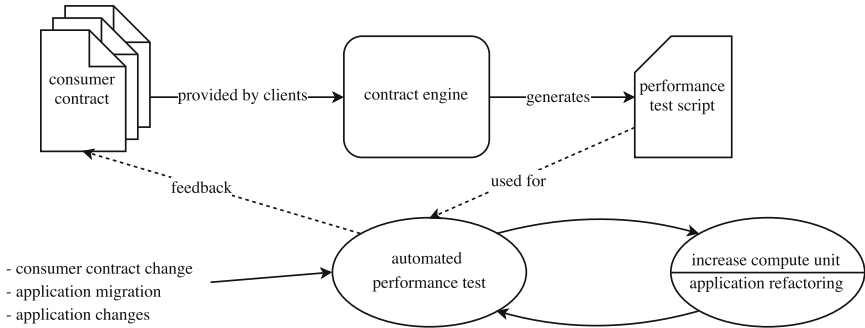 consumer
contract
provided by clients
contract engine
generates
performance
test script
feedback
used for
- consumer contract change
- application migration
- application changes
automated
performance test
increase compute unit
application refactoring